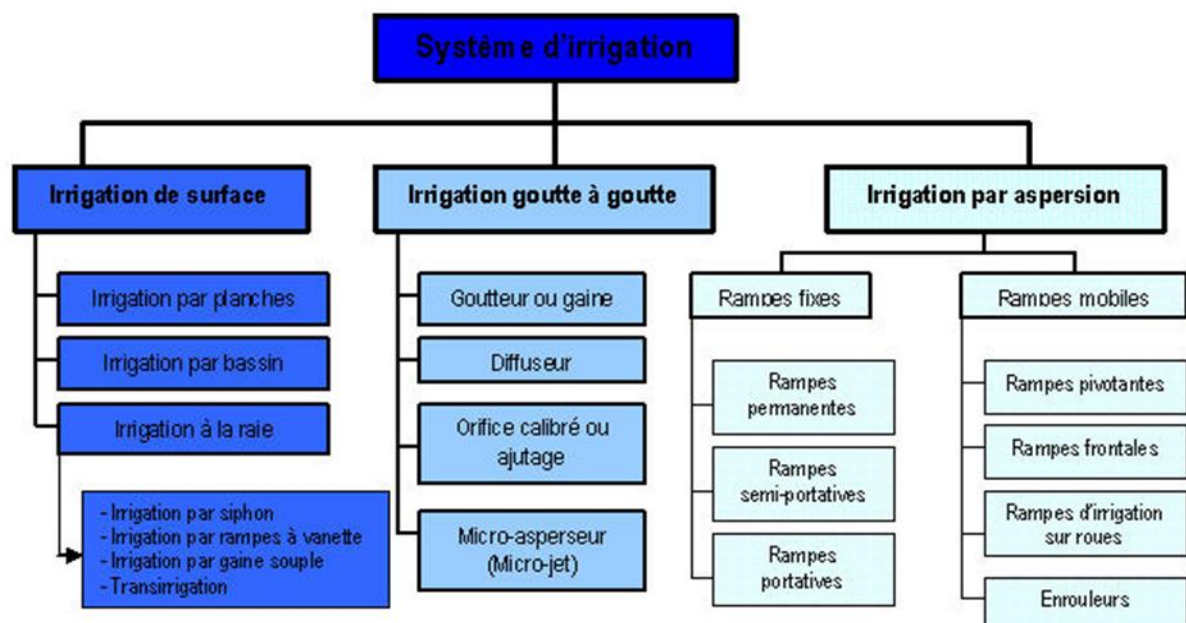 Système d'irrigation
Irrigation de surface
Irrigation goutte à goutte
Irrigation par aspersion
Irrigation par planches
Irrigation par bassin
Irrigation à la raie
- Irrigation par siphon
- Irrigation par rampes à vanette
- Irrigation par gaine souple
- Transirrigation
Goutteur ou gaine
Diffuseur
Orifice calibré ou
ajutage
Micro-asperseur
(Micro-jet)
Rampes fixes
Rampes
permanentes
Rampes
semi-portatives
Rampes
portatives
Rampes mobiles
Rampes pivotantes
Rampes frontales
Rampes d'irrigation
sur roues
Enrouleurs